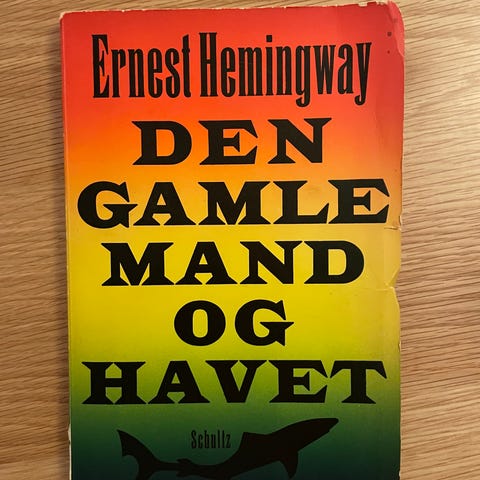 Ernest Hemingway
DEN
GAMLE
MAND
OG
HAVET
Schultz